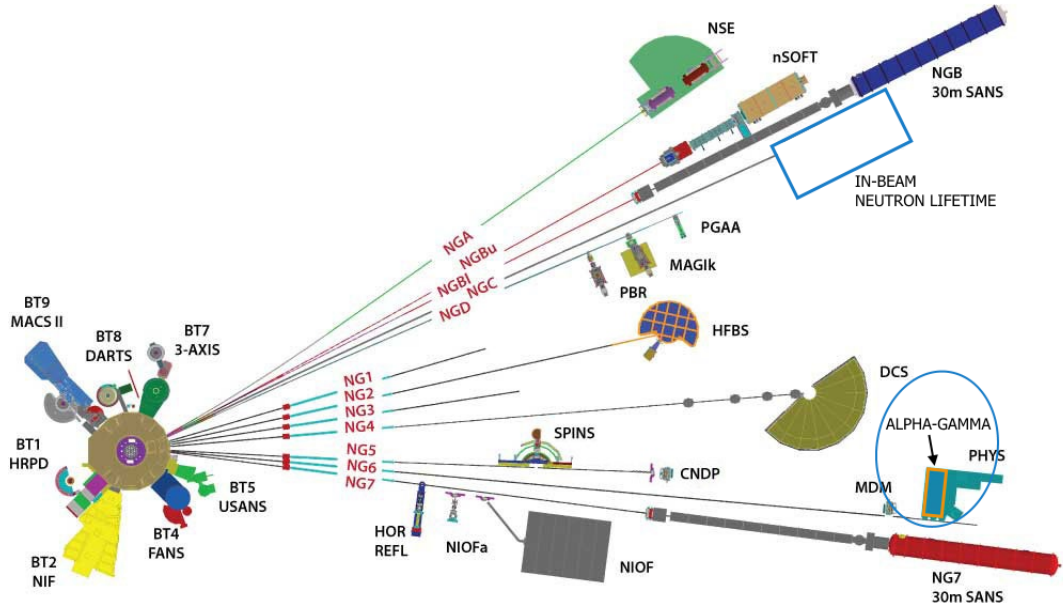 NSE
nSOFT
NGB
30m SANS
IN-BEAM
NEUTRON LIFETIME
NGA
NGBu
NGBl
NGC
NGD
PGAA
MAGIk
PBR
HFBS
BT9
MACS II
BT8
DARTS
BT7
3-AXIS
NG1
NG2
NG3
NG4
NG5
NG6
NG7
DCS
ALPHA-GAMMA
PHYS
SPINS
CNDP
MDM
BT1
HRPD
BT5
USANS
BT4
FANS
BT2
NIF
HOR
REFL
NIOFa
NIOF
NG7
30m SANS